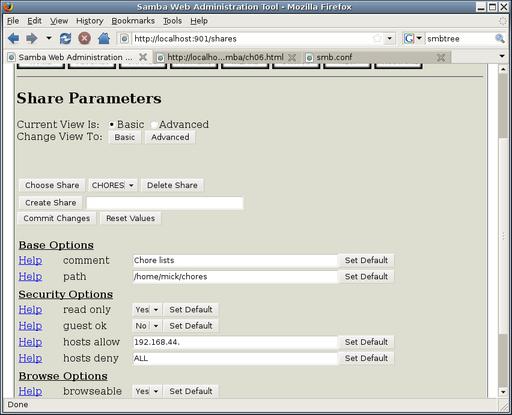 Samba Web Administration Tool - Mozilla Firefox
File Edit View History Bookmarks Tools Help
http://localhost:901/shares
smbtree
Samba Web Administration ...
http://localho...mba/ch06.html
smb.conf
Share Parameters
Current View Is: Basic Advanced
Change View To: Basic Advanced
Choose Share CHORES Delete Share
Create Share
Commit Changes Reset Values
Base Options
Help comment Chore lists Set Default
Help path /home/mick/chores Set Default
Security Options
Help read only Yes Set Default
Help guest ok No Set Default
Help hosts allow 192.168.44. Set Default
Help hosts deny ALL Set Default
Browse Options
Help browseable Yes Set Default
Done